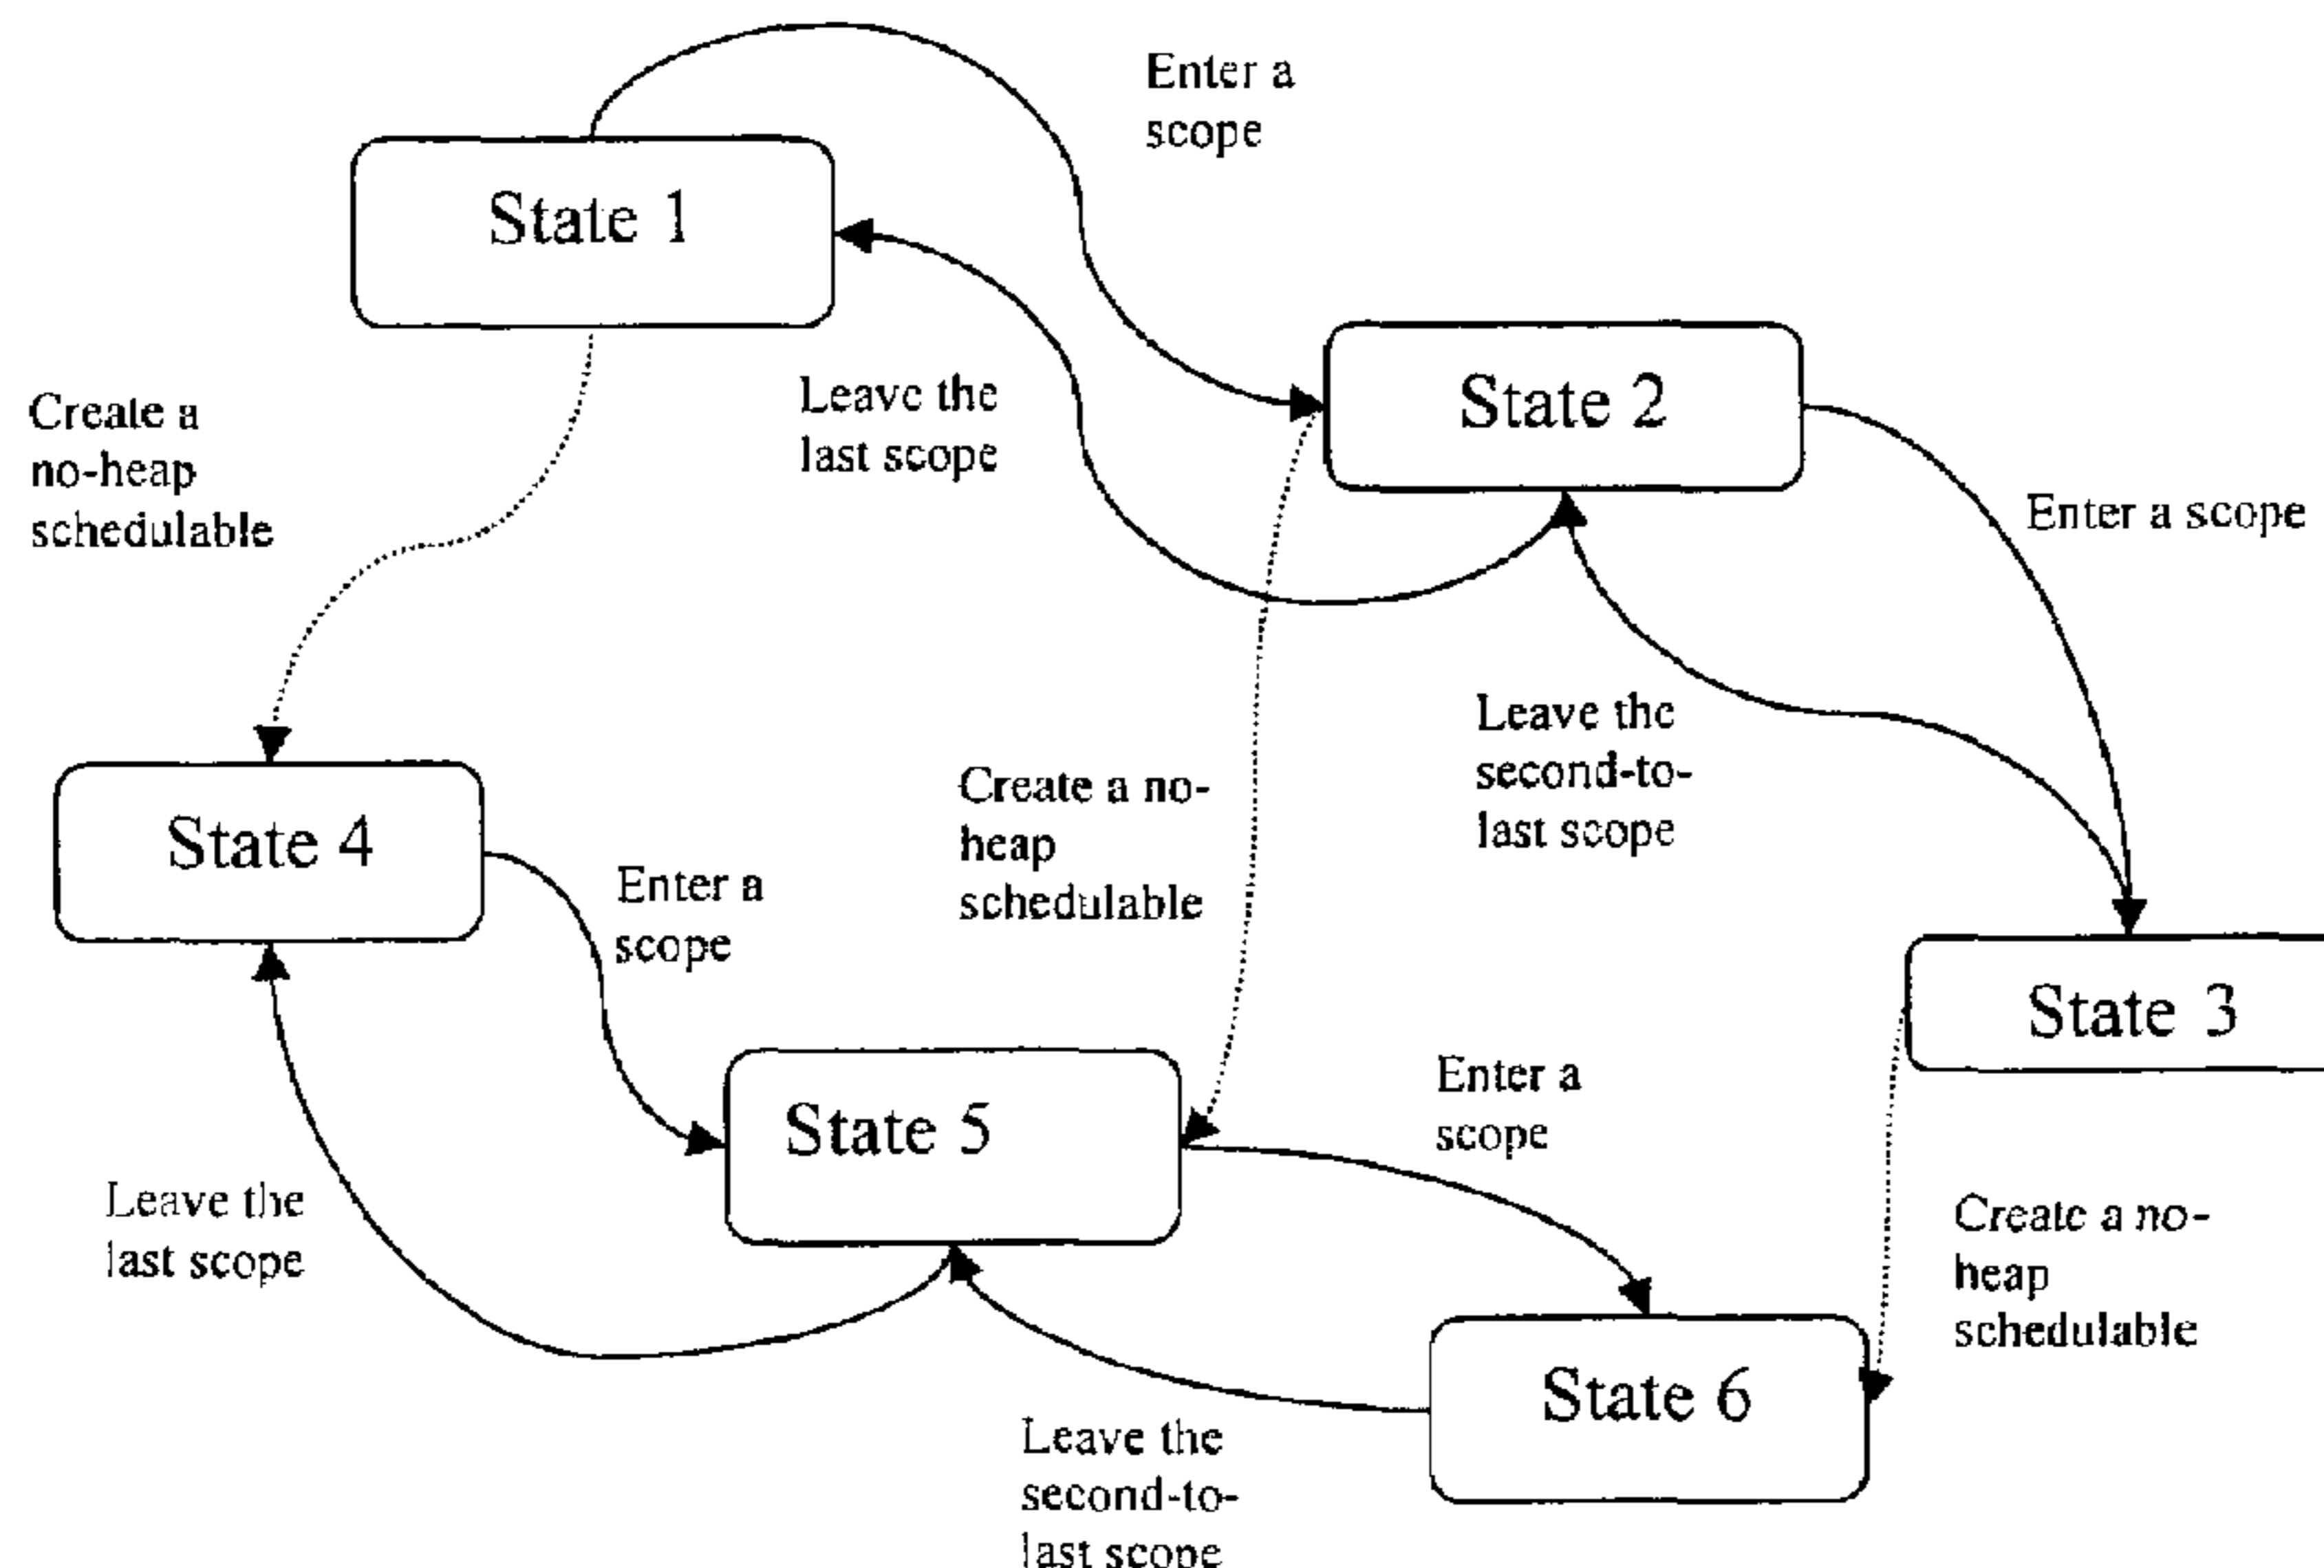 Enter a
scope
State 1
Leave the
last scope
State 2
Create a
no-heap
schedulable
Enter a scope
Leave the
second-to-
last scope
Create a no-
heap
schedulable
State 4
Enter a
scope
State 3
State 5
Enter a
scope
Leave the
last scope
Create a no-
heap
schedulable
State 6
Leave the
second-to-
last scope